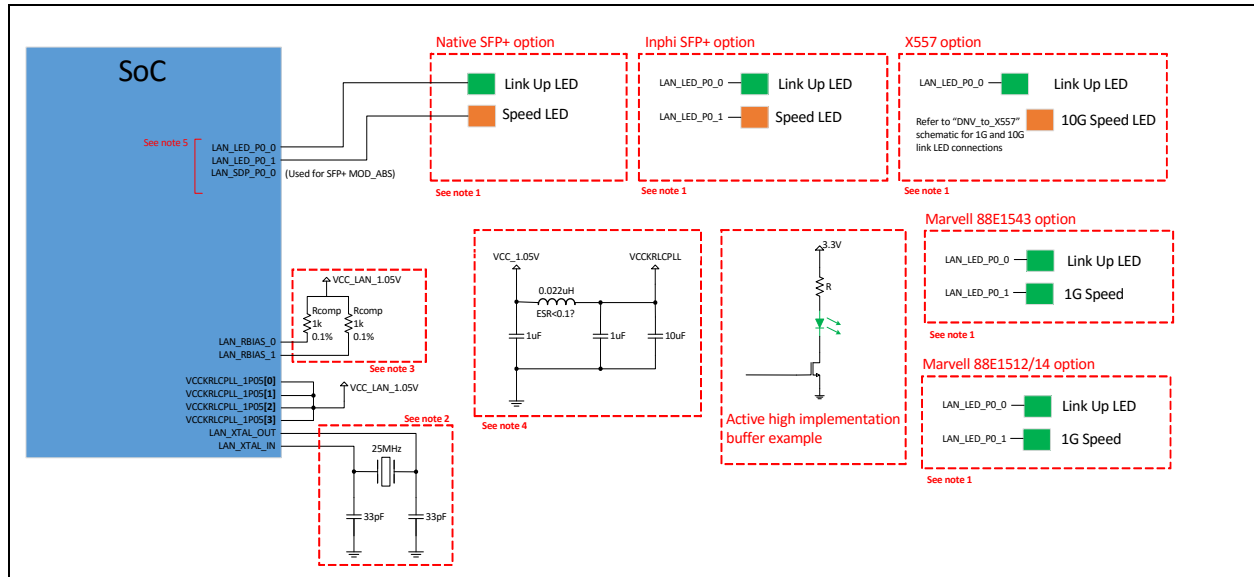 SoC
See note 5
LAN_LED_P0_0
LAN_LED_P0_1
LAN_SDP_P0_0
(Used for SFP+ MOD_ABS)
Native SFP+ option
Link Up LED
Speed LED
See note 1
Inphi SFP+ option
LAN_LED_P0_0
Link Up LED
LAN_LED_P0_1
Speed LED
See note 1
X557 option
LAN_LED_P0_0
Link Up LED
Refer to “DNV_to_X557”
schematic for 1G and 10G
link LED connections
10G Speed LED
See note 1
VCC_LAN_1.05V
Rcomp
1k
0.1%
Rcomp
1k
0.1%
LAN_RBIAS_0
LAN_RBIAS_1
See note 3
VCCKRLCPLL_1P05[0]
VCCKRLCPLL_1P05[1]
VCCKRLCPLL_1P05[2]
VCCKRLCPLL_1P05[3]
VCC_LAN_1.05V
LAN_XTAL_OUT
LAN_XTAL_IN
See note 2
25MHz
33pF
33pF
VCC_1.05V
VCCKRLCPLL
0.022uH
ESR<0.1?
1uF
1uF
10uF
See note 4
3.3V
R
Active high implementation
buffer example
Marvell 88E1543 option
LAN_LED_P0_0
Link Up LED
LAN_LED_P0_1
1G Speed
See note 1
Marvell 88E1512/14 option
LAN_LED_P0_0
Link Up LED
LAN_LED_P0_1
1G Speed
See note 1